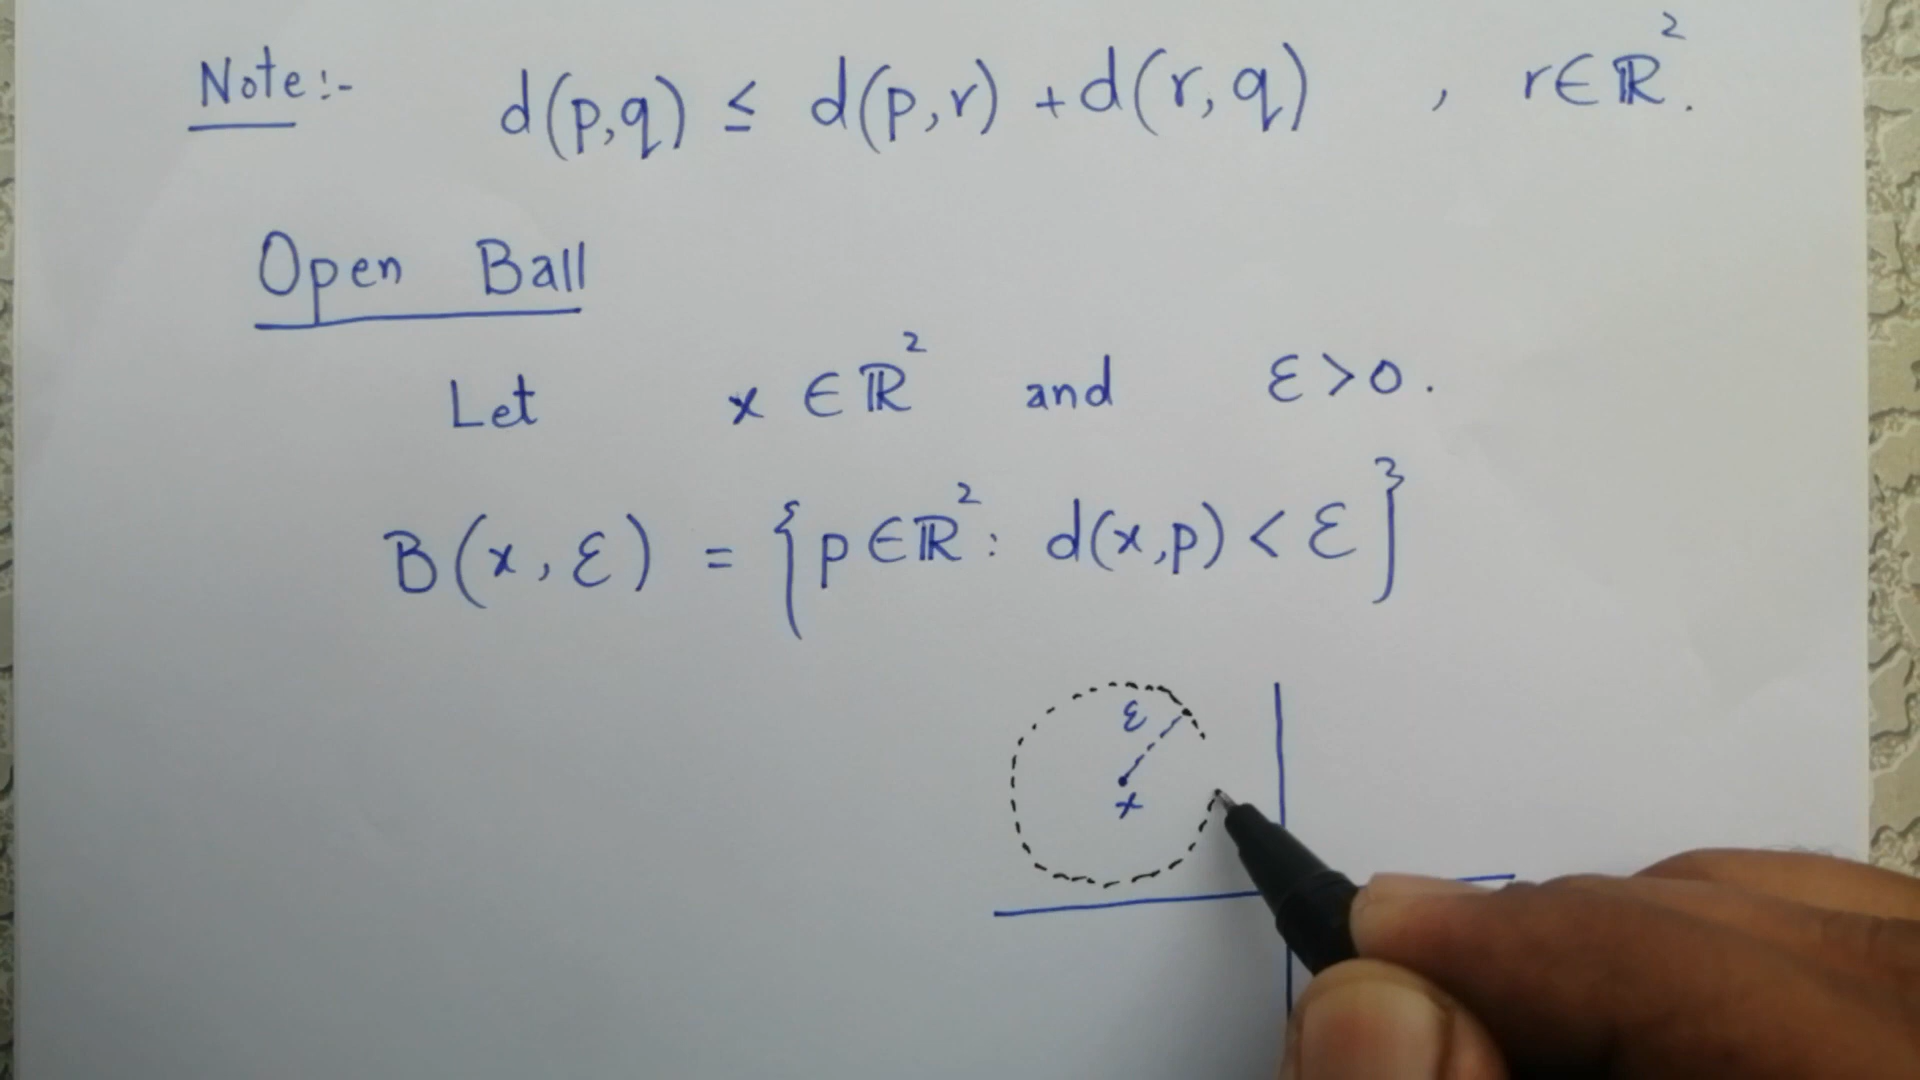 Note:- d(p,q) ≤ d(p,r) + d(r,q) , r∈ℝ².
Open Ball
Let x ∈ ℝ² and ε>0.
B(x,ε) = {p∈ℝ²: d(x,p) < ε}
ε
x